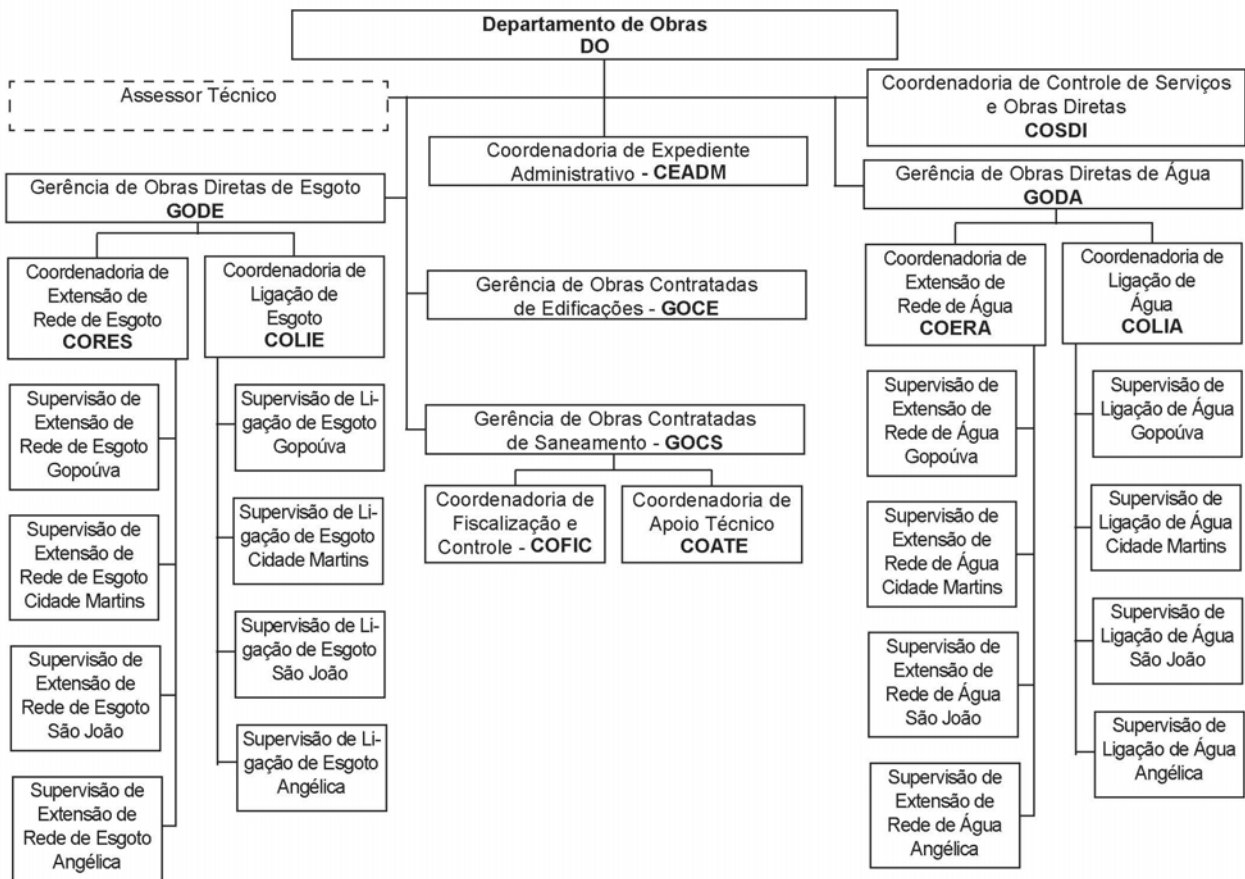 Departamento de Obras
DO
Assessor Técnico
Coordenadoria de Controle de Serviços
e Obras Diretas
COSDI
Coordenadoria de Expediente
Administrativo - CEADM
Gerência de Obras Diretas de Esgoto
GODE
Gerência de Obras Diretas de Água
GODA
Coordenadoria de
Extensão de
Rede de Esgoto
CORES
Coordenadoria de
Ligação de
Esgoto
COLIE
Gerência de Obras Contratadas
de Edificações - GOCE
Coordenadoria de
Extensão de
Rede de Água
COERA
Coordenadoria de
Ligação de
Água
COLIA
Supervisão de
Extensão de
Rede de Esgoto
Gopoúva
Supervisão de Li-
gação de Esgoto
Gopoúva
Gerência de Obras Contratadas
de Saneamento - GOCS
Supervisão de
Extensão de
Rede de Água
Gopoúva
Supervisão de
Ligação de Água
Gopoúva
Coordenadoria de
Fiscalização e
Controle - COFIC
Coordenadoria de
Apoio Técnico
COATE
Supervisão de
Extensão de
Rede de Esgoto
Cidade Martins
Supervisão de Li-
gação de Esgoto
Cidade Martins
Supervisão de
Extensão de
Rede de Água
Cidade Martins
Supervisão de
Ligação de Água
Cidade Martins
Supervisão de
Extensão de
Rede de Esgoto
São João
Supervisão de Li-
gação de Esgoto
São João
Supervisão de
Extensão de
Rede de Água
São João
Supervisão de
Ligação de Água
São João
Supervisão de
Extensão de
Rede de Esgoto
Angélica
Supervisão de Li-
gação de Esgoto
Angélica
Supervisão de
Extensão de
Rede de Água
Angélica
Supervisão de
Ligação de Água
Angélica